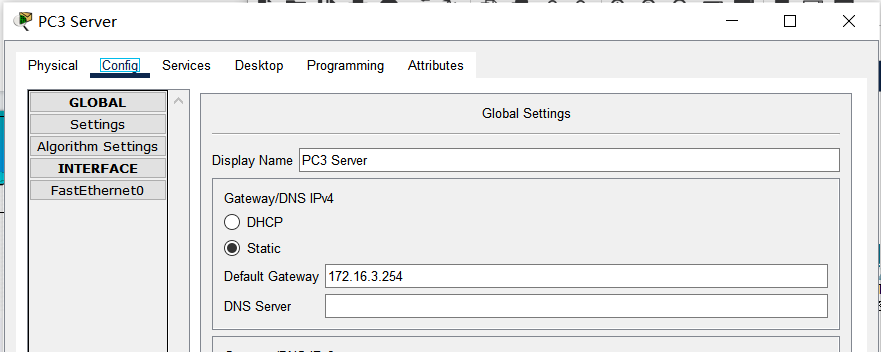 PC3 Server
Physical Config Services Desktop Programming Attributes
GLOBAL
Settings
Algorithm Settings
INTERFACE
FastEthernet0
Global Settings
Display Name PC3 Server
Gateway/DNS IPv4
DHCP
Static
Default Gateway 172.16.3.254
DNS Server